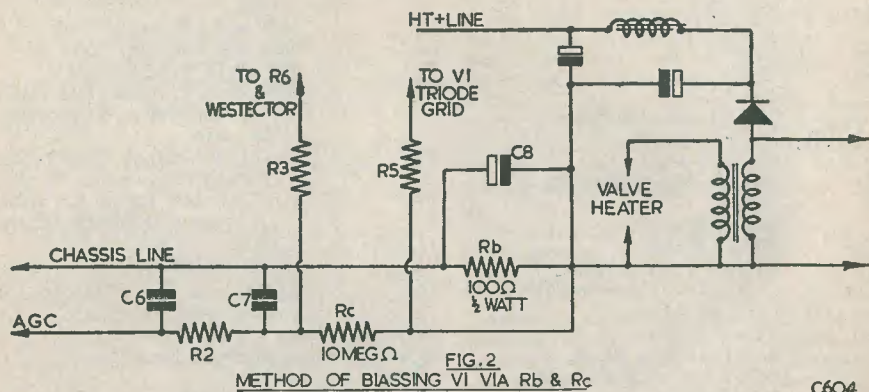 HT+LINE
TO R6
&
WESTECTOR
TO V1
TRIODE
GRID
R3
R5
C8
VALVE
HEATER
CHASSIS LINE
Rb
100Ω
½ WATT
C6
C7
AGC
R2
Rc
10MEGΩ
FIG.2
METHOD OF BIASSING V1 VIA Rb & Rc
C604